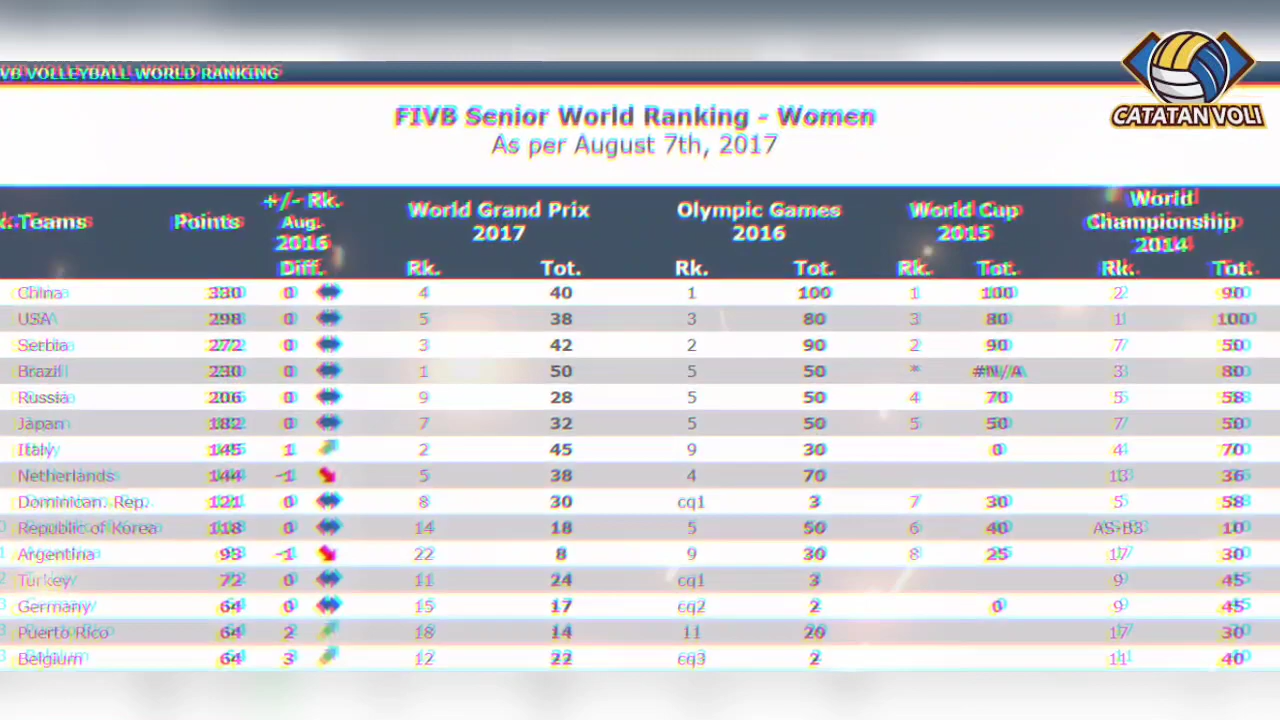 CATATAN VOLI
VB VOLLEYBALL WORLD RANKING
FIVB Senior World Ranking - Women
As per August 7th, 2017
k. Teams Points +/- Rk. Aug. 2016 Diff. World Grand Prix 2017 Olympic Games 2016 World Cup 2015 World Championship 2014
Rk. Tot. Rk. Tot. Rk. Tot. Rk. Tot.
China 330 0 4 40 1 100 1 100 2 90
USA 298 0 5 38 3 80 3 80 1 100
Serbia 272 0 3 42 2 90 2 90 7 50
Brazil 230 0 1 50 5 50 * #N/A 3 80
Russia 206 0 9 28 5 50 4 70 5 58
Japan 182 0 7 32 5 50 5 50 7 50
Italy 145 1 2 45 9 30 0 4 70
Netherlands 144 -1 5 38 4 70 13 36
Dominican. Rep. 121 0 8 30 cq1 3 7 30 5 58
0 Republic of Korea 118 0 14 18 5 50 6 40 AS-B3 10
1 Argentina 93 -1 22 8 9 30 8 25 17 30
2 Turkey 72 0 11 24 cq1 3 9 45
3 Germany 64 0 15 17 cq2 2 0 9 45
3 Puerto Rico 64 2 18 14 11 20 17 30
3 Belgium 64 3 12 22 cq3 2 11 40